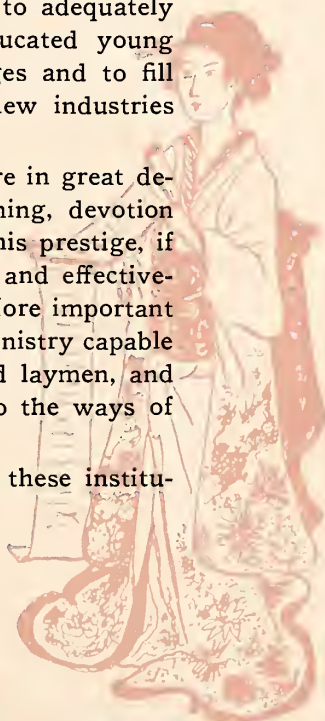 to adequately
ucated young
ges and to fill
ew industries
re in great de-
ning, devotion
his prestige, if
and effective-
ore important
nistry capable
d laymen, and
o the ways of
these institu-